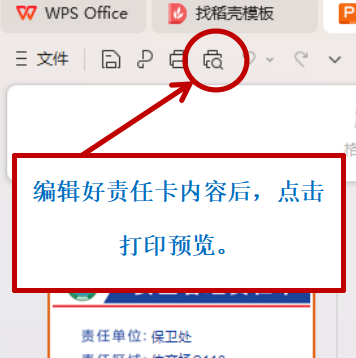 WPS Office
找稻壳模板
文件
编辑好责任卡内容后，点击
打印预览。
责任单位：保卫处